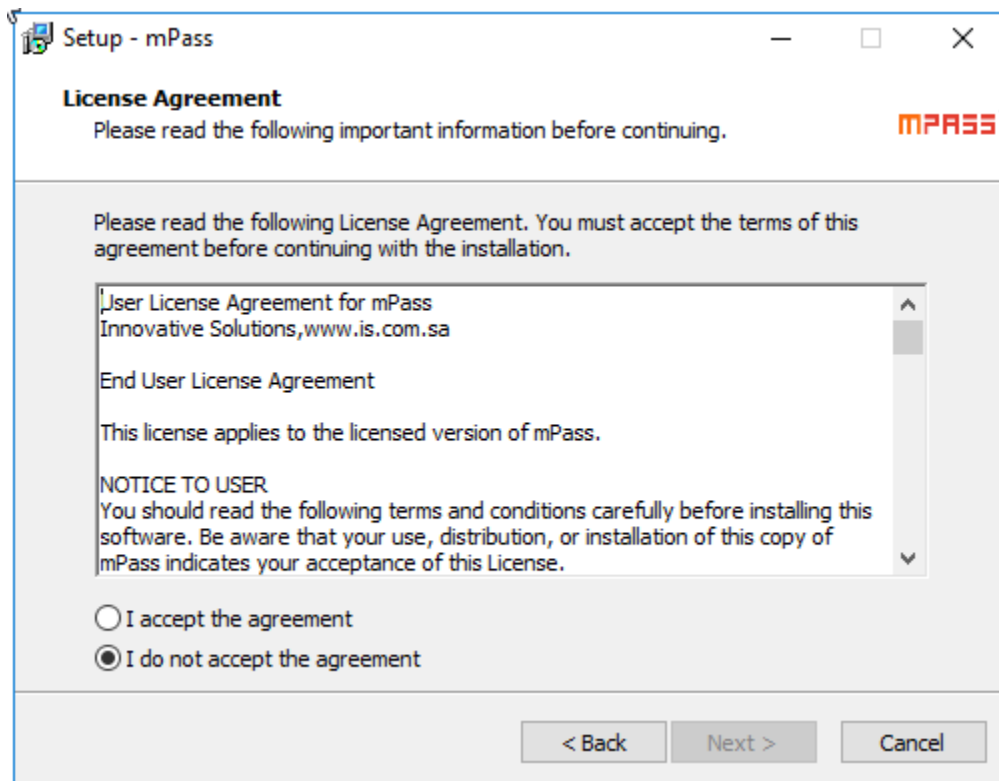 Setup - mPass
License Agreement
Please read the following important information before continuing.
mPASS
Please read the following License Agreement. You must accept the terms of this
agreement before continuing with the installation.
User License Agreement for mPass
Innovative Solutions,www.is.com.sa
End User License Agreement
This license applies to the licensed version of mPass.
NOTICE TO USER
You should read the following terms and conditions carefully before installing this
software. Be aware that your use, distribution, or installation of this copy of
mPass indicates your acceptance of this License.
I accept the agreement
I do not accept the agreement
< Back
Next >
Cancel